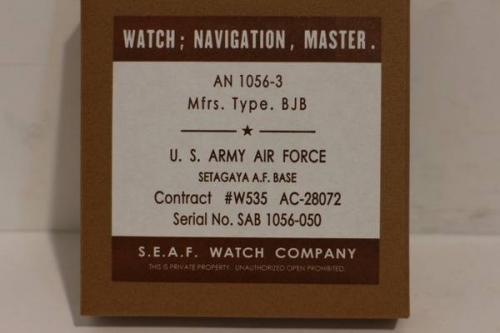 WATCH; NAVIGATION, MASTER.
AN 1056-3
Mfrs. Type. BJB
U. S. ARMY AIR FORCE
SETAGAYA A.F. BASE
Contract #W535 AC-28072
Serial No. SAB 1056-050
S.E.A.F. WATCH COMPANY
THIS IS PRIVATE PROPERTY. UNAUTHORIZED OPEN PROHIBITED.